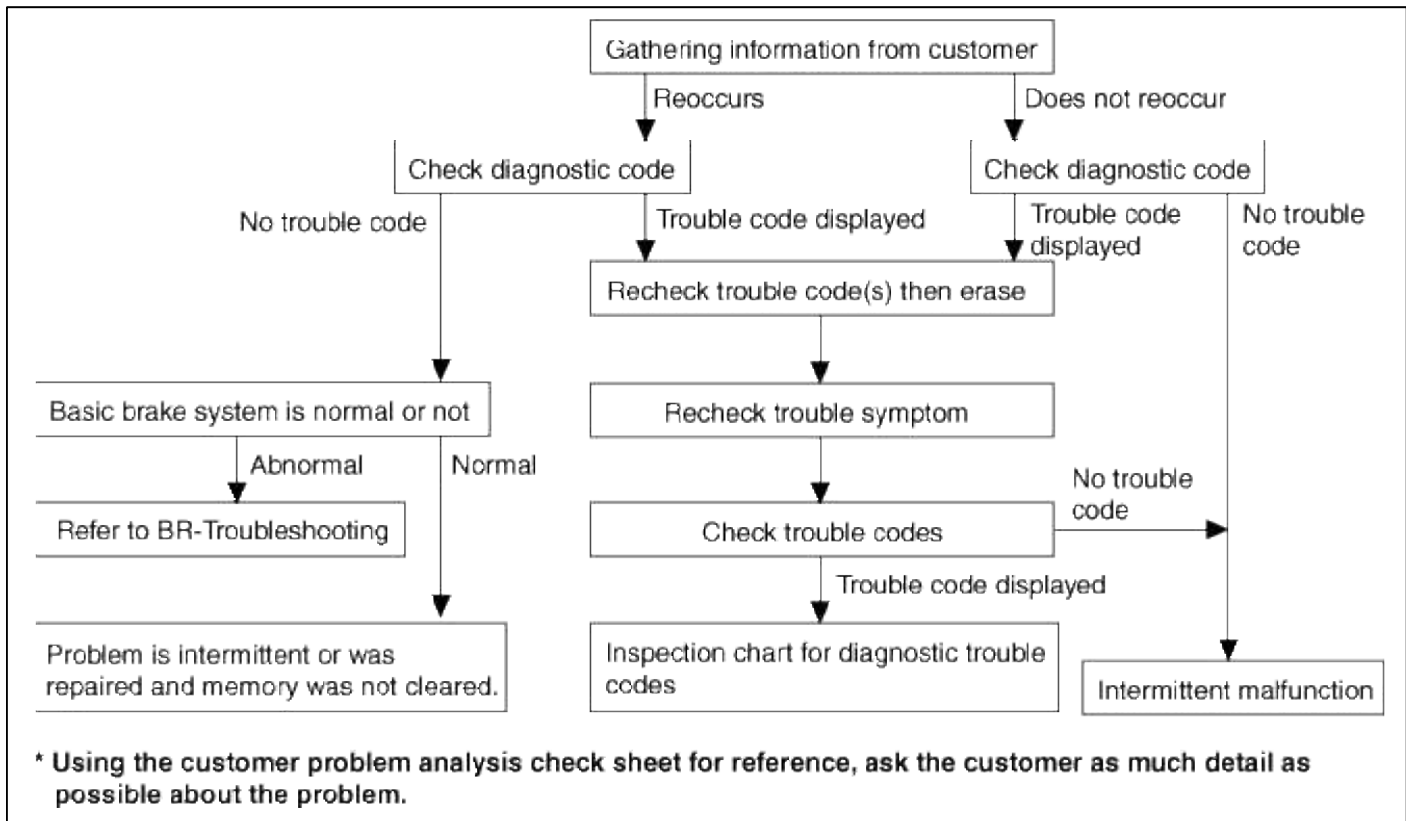 Gathering information from customer
Reoccurs
Does not reoccur
Check diagnostic code
Check diagnostic code
No trouble code
Trouble code displayed
Trouble code
displayed
No trouble
code
Recheck trouble code(s) then erase
Basic brake system is normal or not
Recheck trouble symptom
Abnormal
Normal
No trouble
code
Refer to BR-Troubleshooting
Check trouble codes
Trouble code displayed
Problem is intermittent or was
repaired and memory was not cleared.
Inspection chart for diagnostic trouble
codes
Intermittent malfunction
* Using the customer problem analysis check sheet for reference, ask the customer as much detail as
possible about the problem.